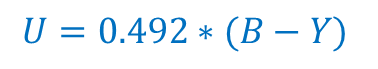 U = 0.492 * (B − Y)